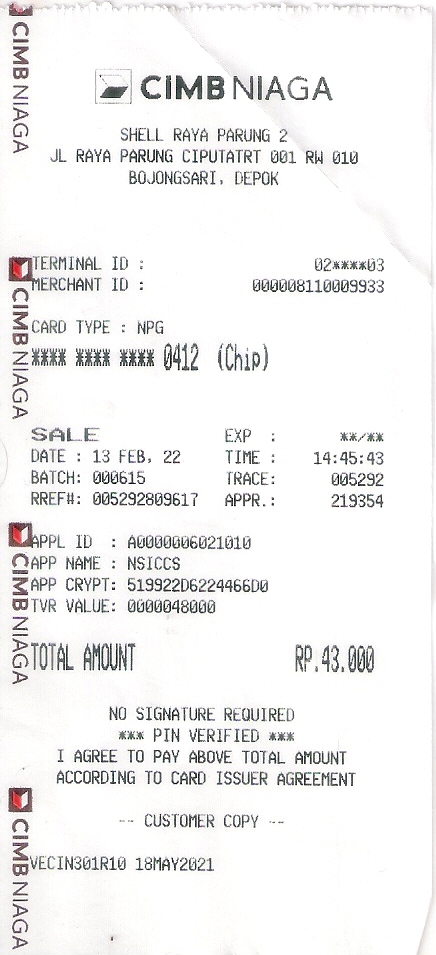 CIMB NIAGA
SHELL RAYA PARUNG 2
JL RAYA PARUNG CIPUTATRT 001 RW 010
BOJONGSARI, DEPOK
TERMINAL ID : 02****03
MERCHANT ID : 000008110009933
CARD TYPE : NPG
**** **** **** 0412 (Chip)
SALE EXP : **/**
DATE : 13 FEB, 22 TIME : 14:45:43
BATCH: 000615 TRACE: 005292
RREF#: 005292809617 APPR.: 219354
APPL ID : A0000006021010
APP NAME : NSICCS
APP CRYPT: 519922D6224466D0
TVR VALUE: 0000048000
TOTAL AMOUNT RP.43.000
NO SIGNATURE REQUIRED
*** PIN VERIFIED ***
I AGREE TO PAY ABOVE TOTAL AMOUNT
ACCORDING TO CARD ISSUER AGREEMENT
-- CUSTOMER COPY --
VECIN301R10 18MAY2021
CIMB NIAGA
CIMB NIAGA
CIMB NIAGA
CIMB NIAGA